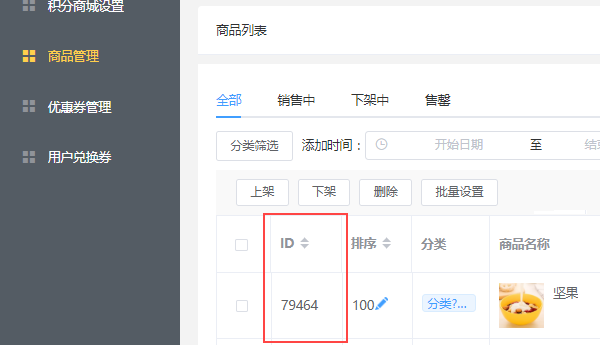 积分商城设置
商品管理
优惠券管理
用户兑换券
商品列表
全部 销售中 下架中 售罄
分类筛选 添加时间： 开始日期 至 结
上架 下架 删除 批量设置
ID 排序 分类 商品名称
79464 100 分类?... 坚果